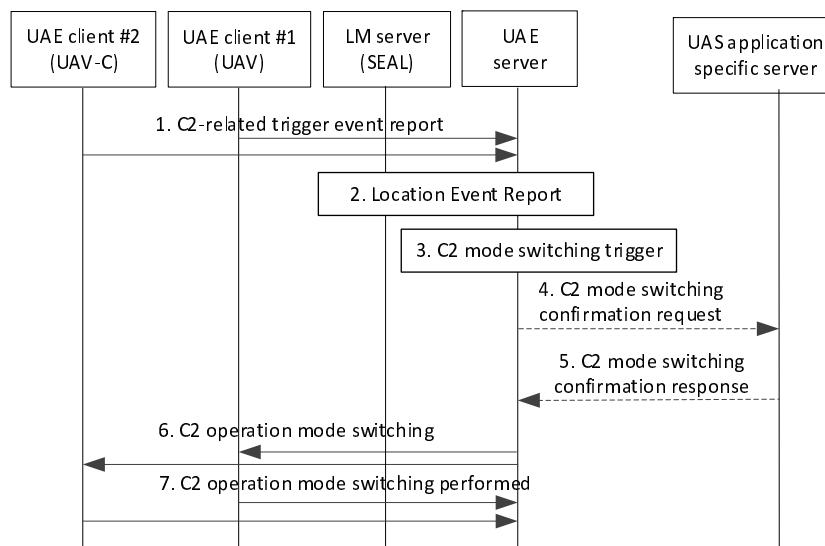 UAE client #2
(UAV-C)
UAE client #1
(UAV)
LM server
(SEAL)
UAE
server
UAS application
specific server
1. C2-related trigger event report
2. Location Event Report
3. C2 mode switching trigger
4. C2 mode switching
confirmation request
5. C2 mode switching
confirmation response
6. C2 operation mode switching
7. C2 operation mode switching performed